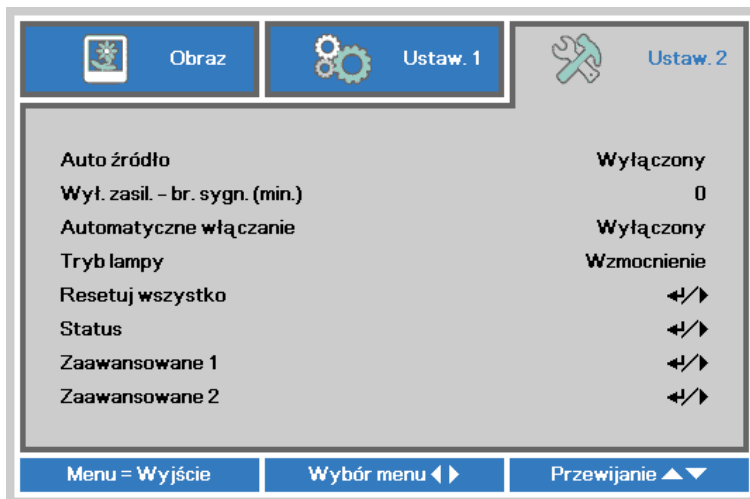 Obraz Ustaw. 1 Ustaw. 2
Auto źródło Wyłączony
Wył. zasil. – br. sygn. (min.) 0
Automatyczne włączanie Wyłączony
Tryb lampy Wzmocnienie
Resetuj wszystko ↵/▶
Status ↵/▶
Zaawansowane 1 ↵/▶
Zaawansowane 2 ↵/▶
Menu = Wyjście Wybór menu ◀ ▶ Przewijanie ▲▼